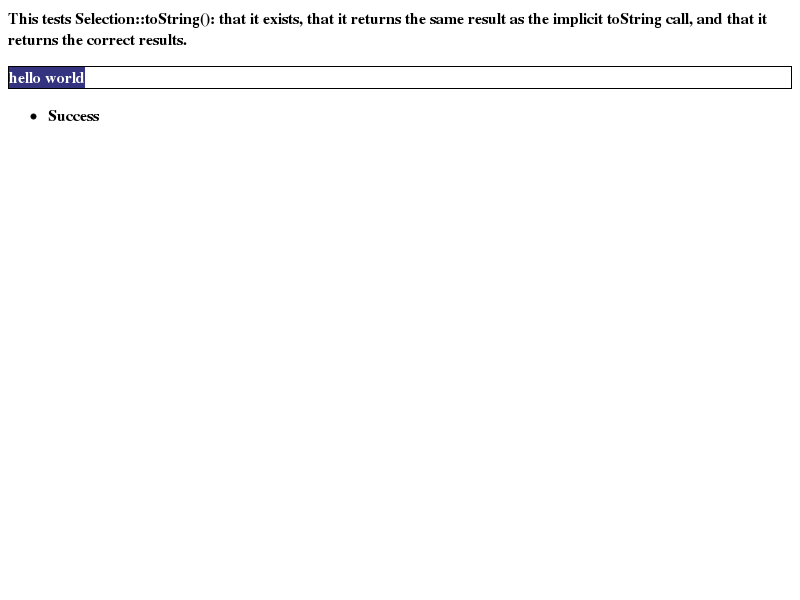 This tests Selection::toString(): that it exists, that it returns the same result as the implicit toString call, and that it
returns the correct results.
hello world
Success